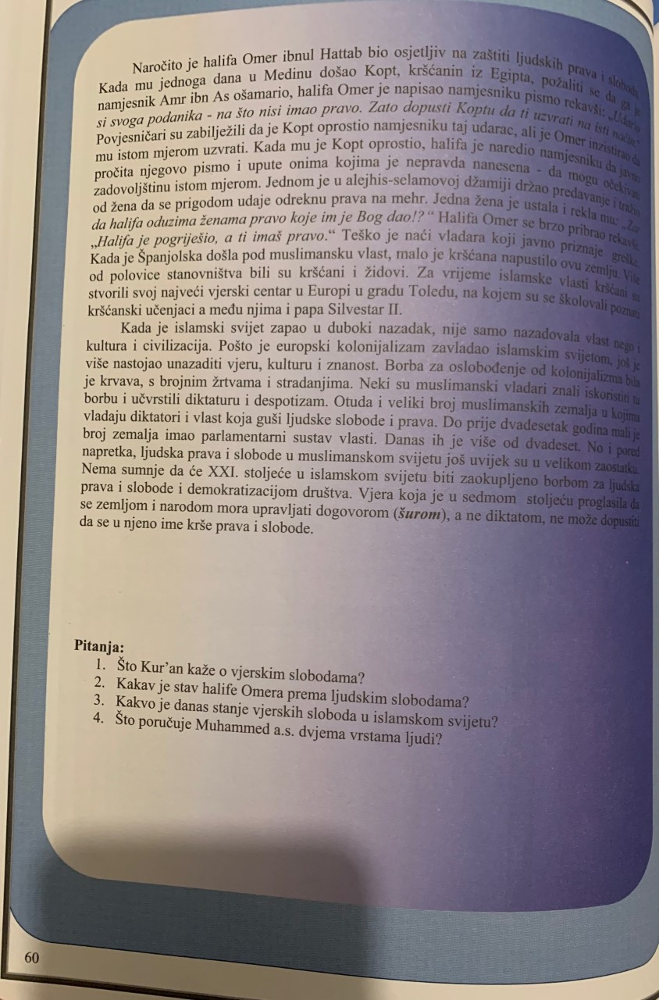 Naročito je halifa Omer ibnul Hattab bio osjetljiv na zaštiti ljudskih prava i sloboda.
Kada mu jednoga dana u Medinu došao Kopt, kršćanin iz Egipta, požaliti se da ga je
namjesnik Amr ibn As ošamario, halifa Omer je napisao namjesniku pismo rekavši: „Udario
si svoga podanika - na što nisi imao pravo. Zato dopusti Koptu da ti uzvrati na isti način“
Povjesničari su zabilježili da je Kopt oprostio namjesniku taj udarac, ali je Omer inzistirao da
mu istom mjerom uzvrati. Kada mu je Kopt oprostio, halifa je naredio namjesniku da javno
pročita njegovo pismo i upute onima kojima je nepravda nanesena - da mogu očekivati
zadovoljštinu istom mjerom. Jednom je u alejhis-selamovoj džamiji držao predavanje i tražio
od žena da se prigodom udaje odreknu prava na mehr. Jedna žena je ustala i rekla mu: „Zar
da halifa oduzima ženama pravo koje im je Bog dao!?“ Halifa Omer se brzo pribrao rekavši:
„Halifa je pogriješio, a ti imaš pravo.“ Teško je naći vladara koji javno priznaje greške.
Kada je Španjolska došla pod muslimansku vlast, malo je kršćana napustilo ovu zemlju. Više
od polovice stanovništva bili su kršćani i židovi. Za vrijeme islamske vlasti kršćani su
stvorili svoj najveći vjerski centar u Europi u gradu Toledu, na kojem su se školovali poznati
kršćanski učenjaci a među njima i papa Silvestar II.
Kada je islamski svijet zapao u duboki nazadak, nije samo nazadovala vlast nego i
kultura i civilizacija. Pošto je europski kolonijalizam zavladao islamskim svijetom, još je
više nastojao unazaditi vjeru, kulturu i znanost. Borba za oslobođenje od kolonijalizma bila
je krvava, s brojnim žrtvama i stradanjima. Neki su muslimanski vladari znali iskoristiti tu
borbu i učvrstili diktaturu i despotizam. Otuda i veliki broj muslimanskih zemalja u kojima
vladaju diktatori i vlast koja guši ljudske slobode i prava. Do prije dvadesetak godina mali je
broj zemalja imao parlamentarni sustav vlasti. Danas ih je više od dvadeset. No i pored
napretka, ljudska prava i slobode u muslimanskom svijetu još uvijek su u velikom zaostatku.
Nema sumnje da će XXI. stoljeće u islamskom svijetu biti zaokupljeno borbom za ljudska
prava i slobode i demokratizacijom društva. Vjera koja je u sedmom stoljeću proglasila da
se zemljom i narodom mora upravljati dogovorom (šurom), a ne diktatom, ne može dopustiti
da se u njeno ime krše prava i slobode.
Pitanja:
1. Što Kur’an kaže o vjerskim slobodama?
2. Kakav je stav halife Omera prema ljudskim slobodama?
3. Kakvo je danas stanje vjerskih sloboda u islamskom svijetu?
4. Što poručuje Muhammed a.s. dvjema vrstama ljudi?
60